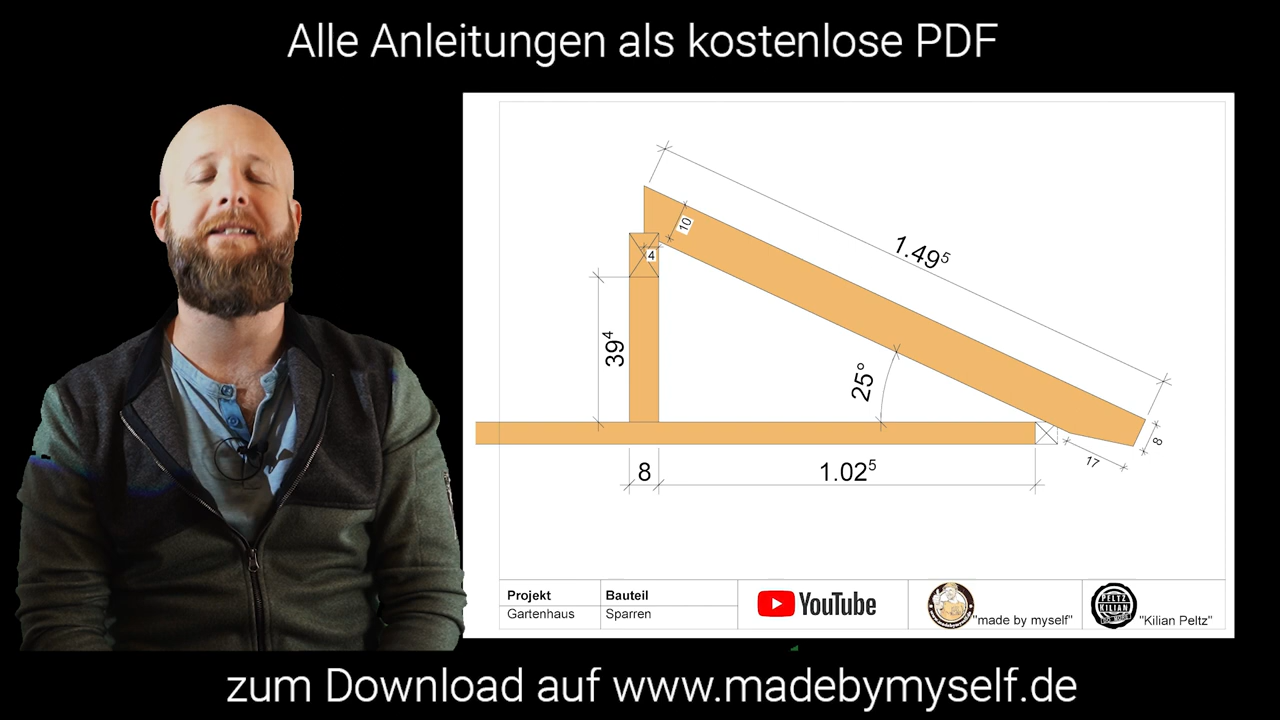 Alle Anleitungen als kostenlose PDF
1.49⁵
10
4
39⁴
25°
8
17
8
1.02⁵
Projekt
Bauteil
Gartenhaus
Sparren
YouTube
"made by myself"
PELTZ
KILIAN
"Kilian Peltz"
zum Download auf www.madebymyself.de